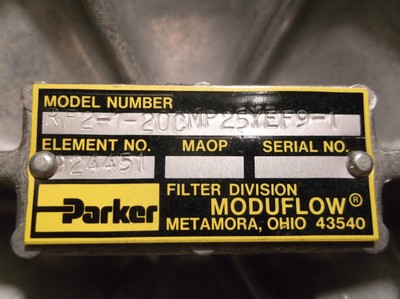 MODEL NUMBER
RF2-1-20CMP25YEF9-1
ELEMENT NO. MAOP SERIAL NO.
924451
Parker
FILTER DIVISION
MODUFLOW®
METAMORA, OHIO 43540